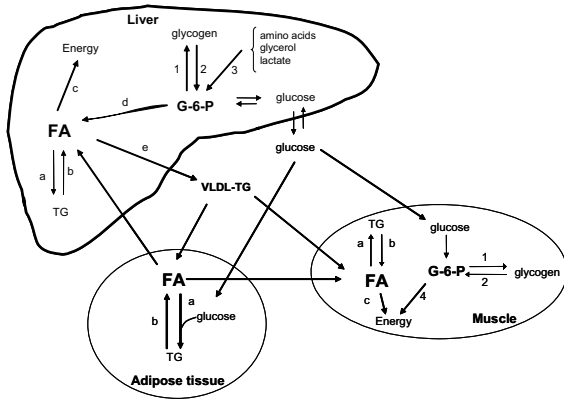 Liver
glycogen
amino acids
glycerol
lactate
Energy
1 2 3
c
d
G-6-P
glucose
FA
e
glucose
a b
TG
VLDL-TG
TG
glucose
a b
FA
a
b
glucose
TG
Adipose tissue
FA
G-6-P
1
2
glycogen
c
4
Energy
Muscle